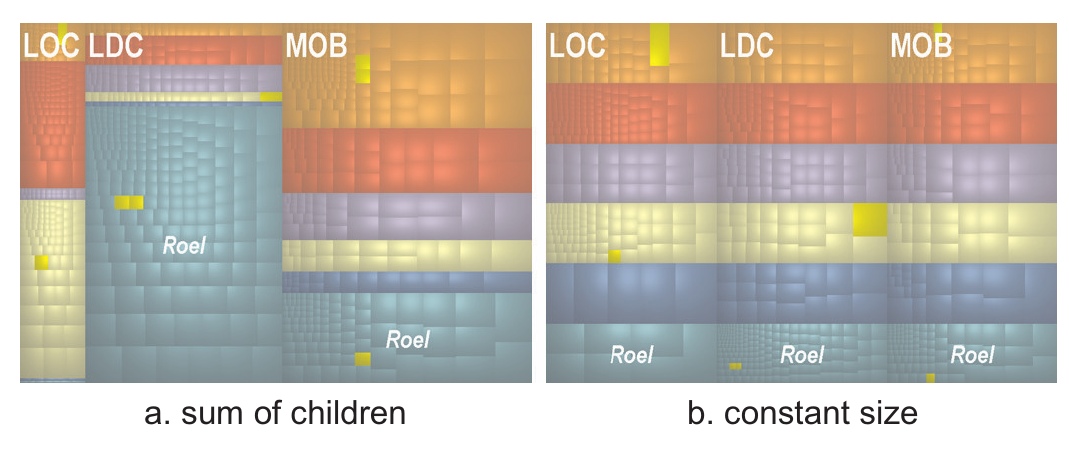 LOC LDC MOB LOC LDC MOB
Roel
Roel
Roel Roel Roel
a. sum of children b. constant size